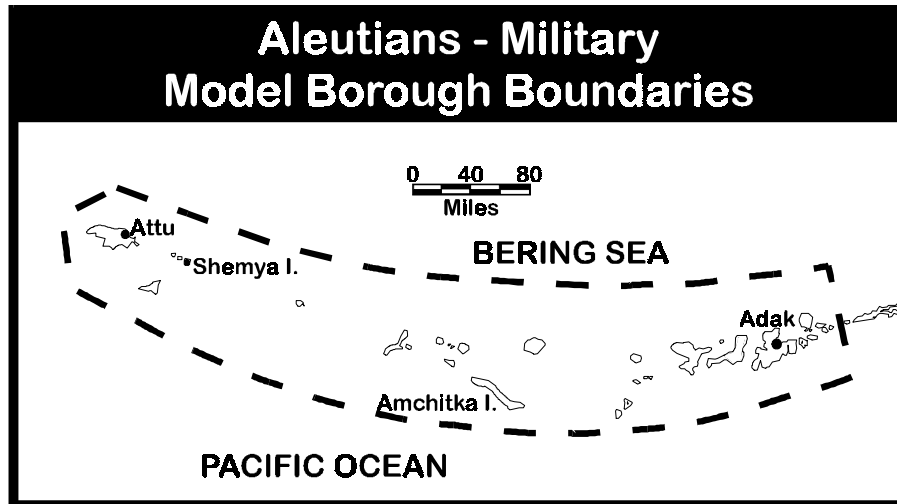 Aleutians - Military
Model Borough Boundaries
0 40 80
Miles
Attu
BERING SEA
Shemya I.
Adak
Amchitka I.
PACIFIC OCEAN